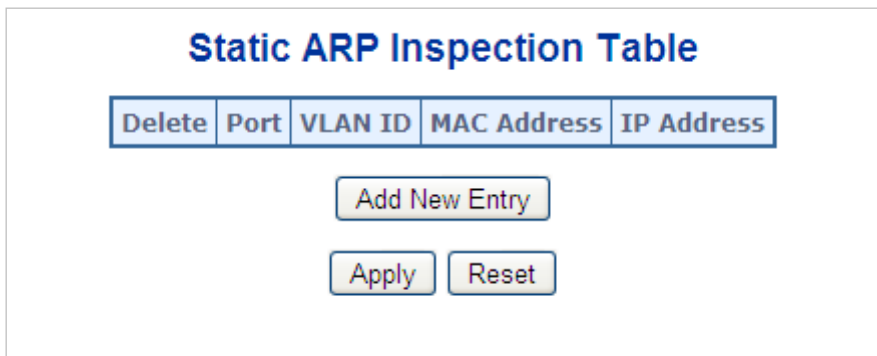 Static ARP Inspection Table
Delete Port VLAN ID MAC Address IP Address
Add New Entry
Apply Reset